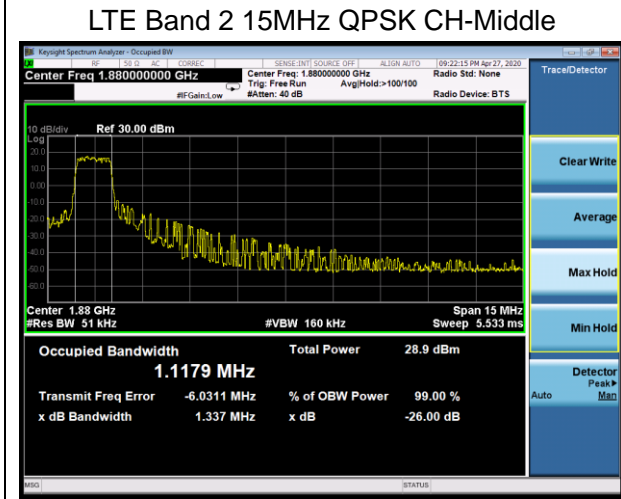 LTE Band 2 15MHz QPSK CH-Middle
Keysight Spectrum Analyzer - Occupied BW
RF 50 Ω AC CORREC SENSE:INT SOURCE OFF ALIGN AUTO 09:22:15 PM Apr 27, 2020
Center Freq 1.880000000 GHz Center Freq: 1.880000000 GHz Radio Std: None Trace/Detector
Trig: Free Run Avg|Hold:>100/100
#IFGain:Low #Atten: 40 dB Radio Device: BTS
10 dB/div Ref 30.00 dBm
Log
20.0
10.0
0.00
-10.0
-20.0
-30.0
-40.0
-50.0
-60.0
Clear Write
Average
Max Hold
Min Hold
Center 1.88 GHz Span 15 MHz
#Res BW 51 kHz #VBW 160 kHz Sweep 5.533 ms
Occupied Bandwidth Total Power 28.9 dBm
1.1179 MHz
Transmit Freq Error -6.0311 MHz % of OBW Power 99.00 %
x dB Bandwidth 1.337 MHz x dB -26.00 dB
Detector
Peak▶
Auto Man
MSG STATUS